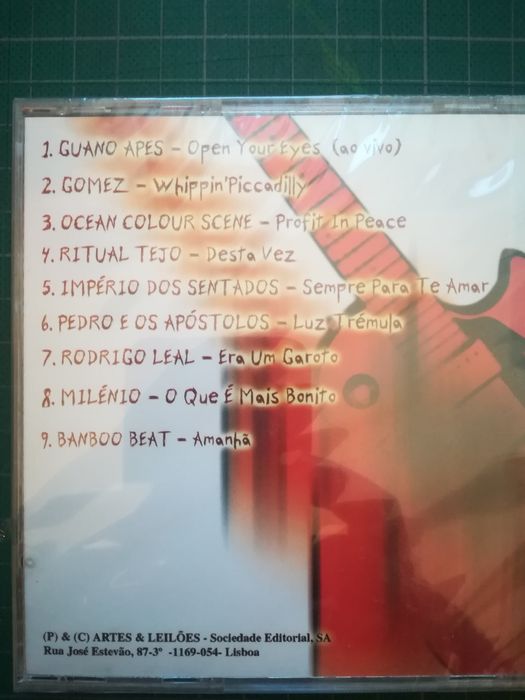 1. GUANO APES - Open Your Eyes (ao vivo)
2. GOMEZ - Whippin'Piccadilly
3. OCEAN COLOUR SCENE - Profit In Peace
4. RITUAL TEJO - Desta Vez
5. IMPÉRIO DOS SENTADOS - Sempre Para Te Amar
6. PEDRO E OS APÓSTOLOS - Luz Trémula
7. RODRIGO LEAL - Era Um Garoto
8. MILÉNIO - O Que É Mais Bonito
9. BANBOO BEAT - Amanhã
(P) & (C) ARTES & LEILÕES - Sociedade Editorial, SA
Rua José Estevão, 87-3º -1169-054- Lisboa